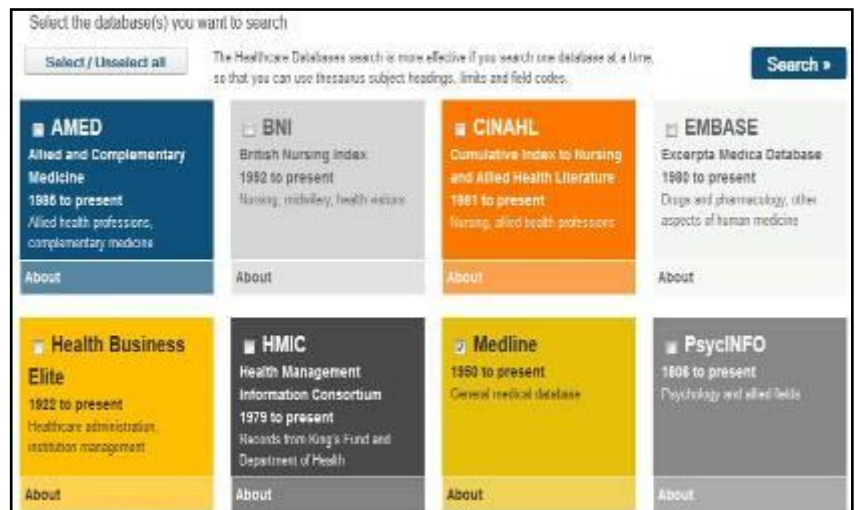 Select the database(s) you want to search
Select / Unselect all
The Healthcare Databases search is more effective if you search one database at a time,
so that you can use thesaurus subject headings, limits and field codes.
Search »
AMED
Allied and Complementary
Medicine
1985 to present
Allied health professions,
complementary medicine
About
BNI
British Nursing Index
1992 to present
Nursing, midwifery, health visitors
About
CINAHL
Cumulative Index to Nursing
and Allied Health Literature
1981 to present
Nursing, allied health professions
About
EMBASE
Excerpta Medica Database
1980 to present
Drugs and pharmacology, other
aspects of human medicine
About
Health Business
Elite
1922 to present
Healthcare administration,
institution management
About
HMIC
Health Management
Information Consortium
1979 to present
Records from King's Fund and
Department of Health
About
Medline
1950 to present
General medical database
About
PsycINFO
1806 to present
Psychology and allied fields
About